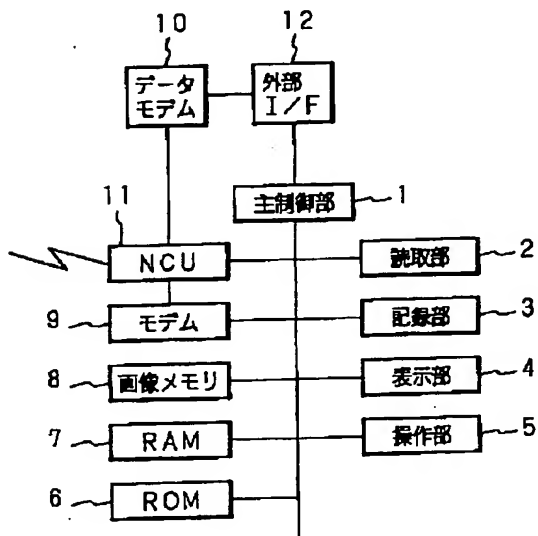 10
12
データ
モデム
外部
I/F
主制御部
1
11
NCU
読取部
2
9
モデム
記録部
3
8
画像メモリ
表示部
4
7
RAM
操作部
5
6
ROM